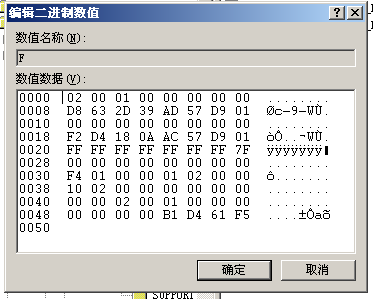 编辑二进制数值
数值名称(N):
F
数值数据(V):
0000 02 00 01 00 00 00 00 00 ........
0008 D8 63 2D 39 AD 57 D9 01 Øc-9-WÙ.
0010 00 00 00 00 00 00 00 00 ........
0018 F2 D4 18 0A AC 57 D9 01 òÔ..¬WÙ.
0020 FF FF FF FF FF FF FF 7F ÿÿÿÿÿÿÿ
0028 00 00 00 00 00 00 00 00 ........
0030 F4 01 00 00 01 02 00 00 ô.......
0038 10 02 00 00 00 00 00 00 ........
0040 00 00 02 00 01 00 00 00 ........
0048 00 00 00 00 B1 D4 61 F5 ....±Ôaõ
0050
确定 取消
SUPPORT